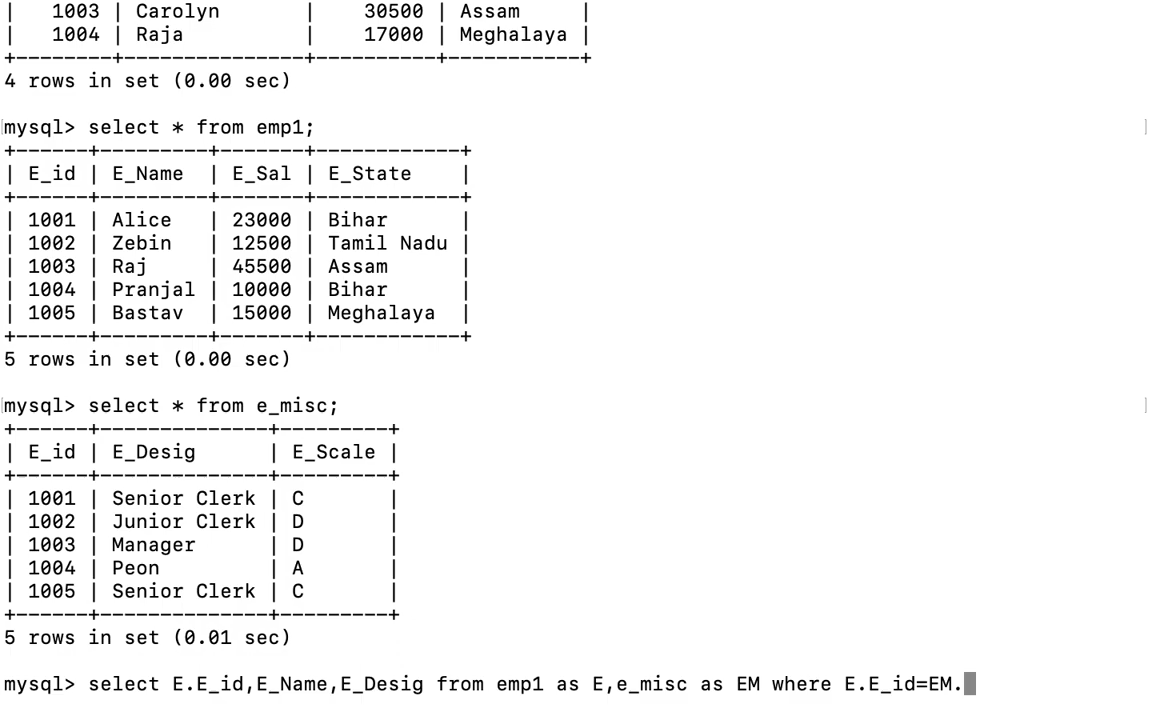 |   1003 | Carolyn       |    30500 | Assam     |
|   1004 | Raja          |    17000 | Meghalaya |
+--------+---------------+----------+-----------+
4 rows in set (0.00 sec)
mysql> select * from emp1;
+------+---------+-------+------------+
| E_id | E_Name  | E_Sal | E_State    |
+------+---------+-------+------------+
| 1001 | Alice   | 23000 | Bihar      |
| 1002 | Zebin   | 12500 | Tamil Nadu |
| 1003 | Raj     | 45500 | Assam      |
| 1004 | Pranjal | 10000 | Bihar      |
| 1005 | Bastav  | 15000 | Meghalaya  |
+------+---------+-------+------------+
5 rows in set (0.00 sec)
mysql> select * from e_misc;
+------+--------------+---------+
| E_id | E_Desig      | E_Scale |
+------+--------------+---------+
| 1001 | Senior Clerk | C       |
| 1002 | Junior Clerk | D       |
| 1003 | Manager      | D       |
| 1004 | Peon         | A       |
| 1005 | Senior Clerk | C       |
+------+--------------+---------+
5 rows in set (0.01 sec)
mysql> select E.E_id,E_Name,E_Desig from emp1 as E,e_misc as EM where E.E_id=EM.